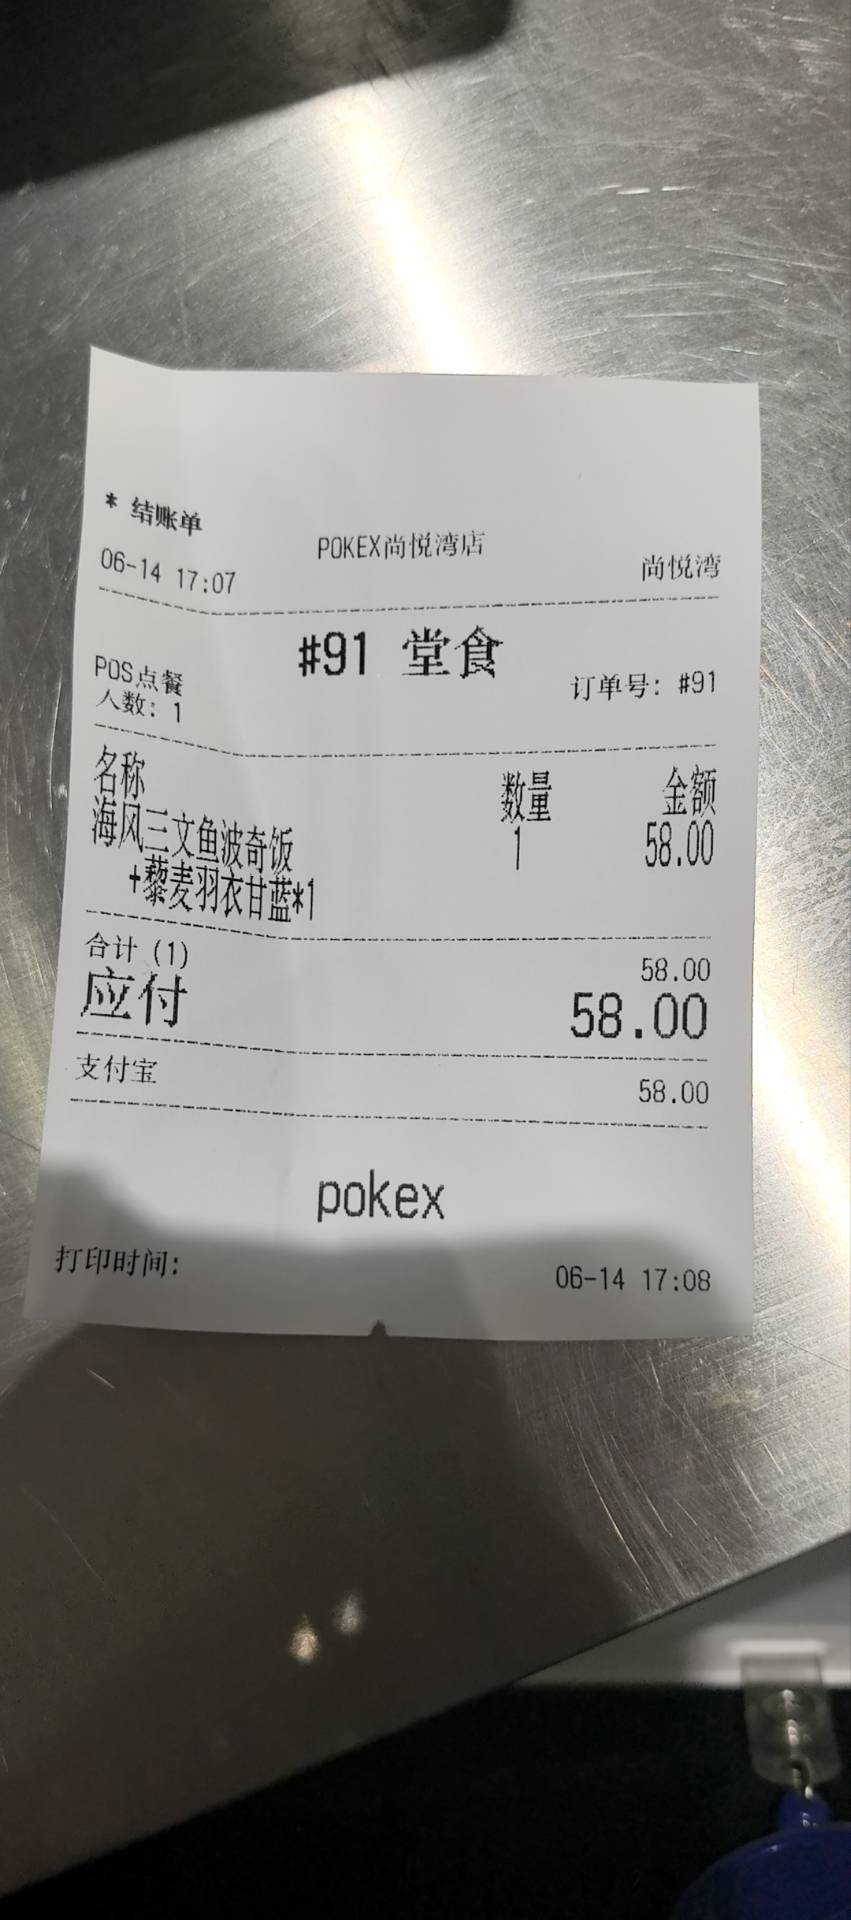 * 结账单
POKEX尚悦湾店
06-14 17:07 尚悦湾
#91 堂食
POS点餐 订单号: #91
人数: 1
名称 数量 金额
海风三文鱼波奇饭 1 58.00
+藜麦羽衣甘蓝*1
合计 (1) 58.00
应付 58.00
支付宝 58.00
pokex
打印时间: 06-14 17:08